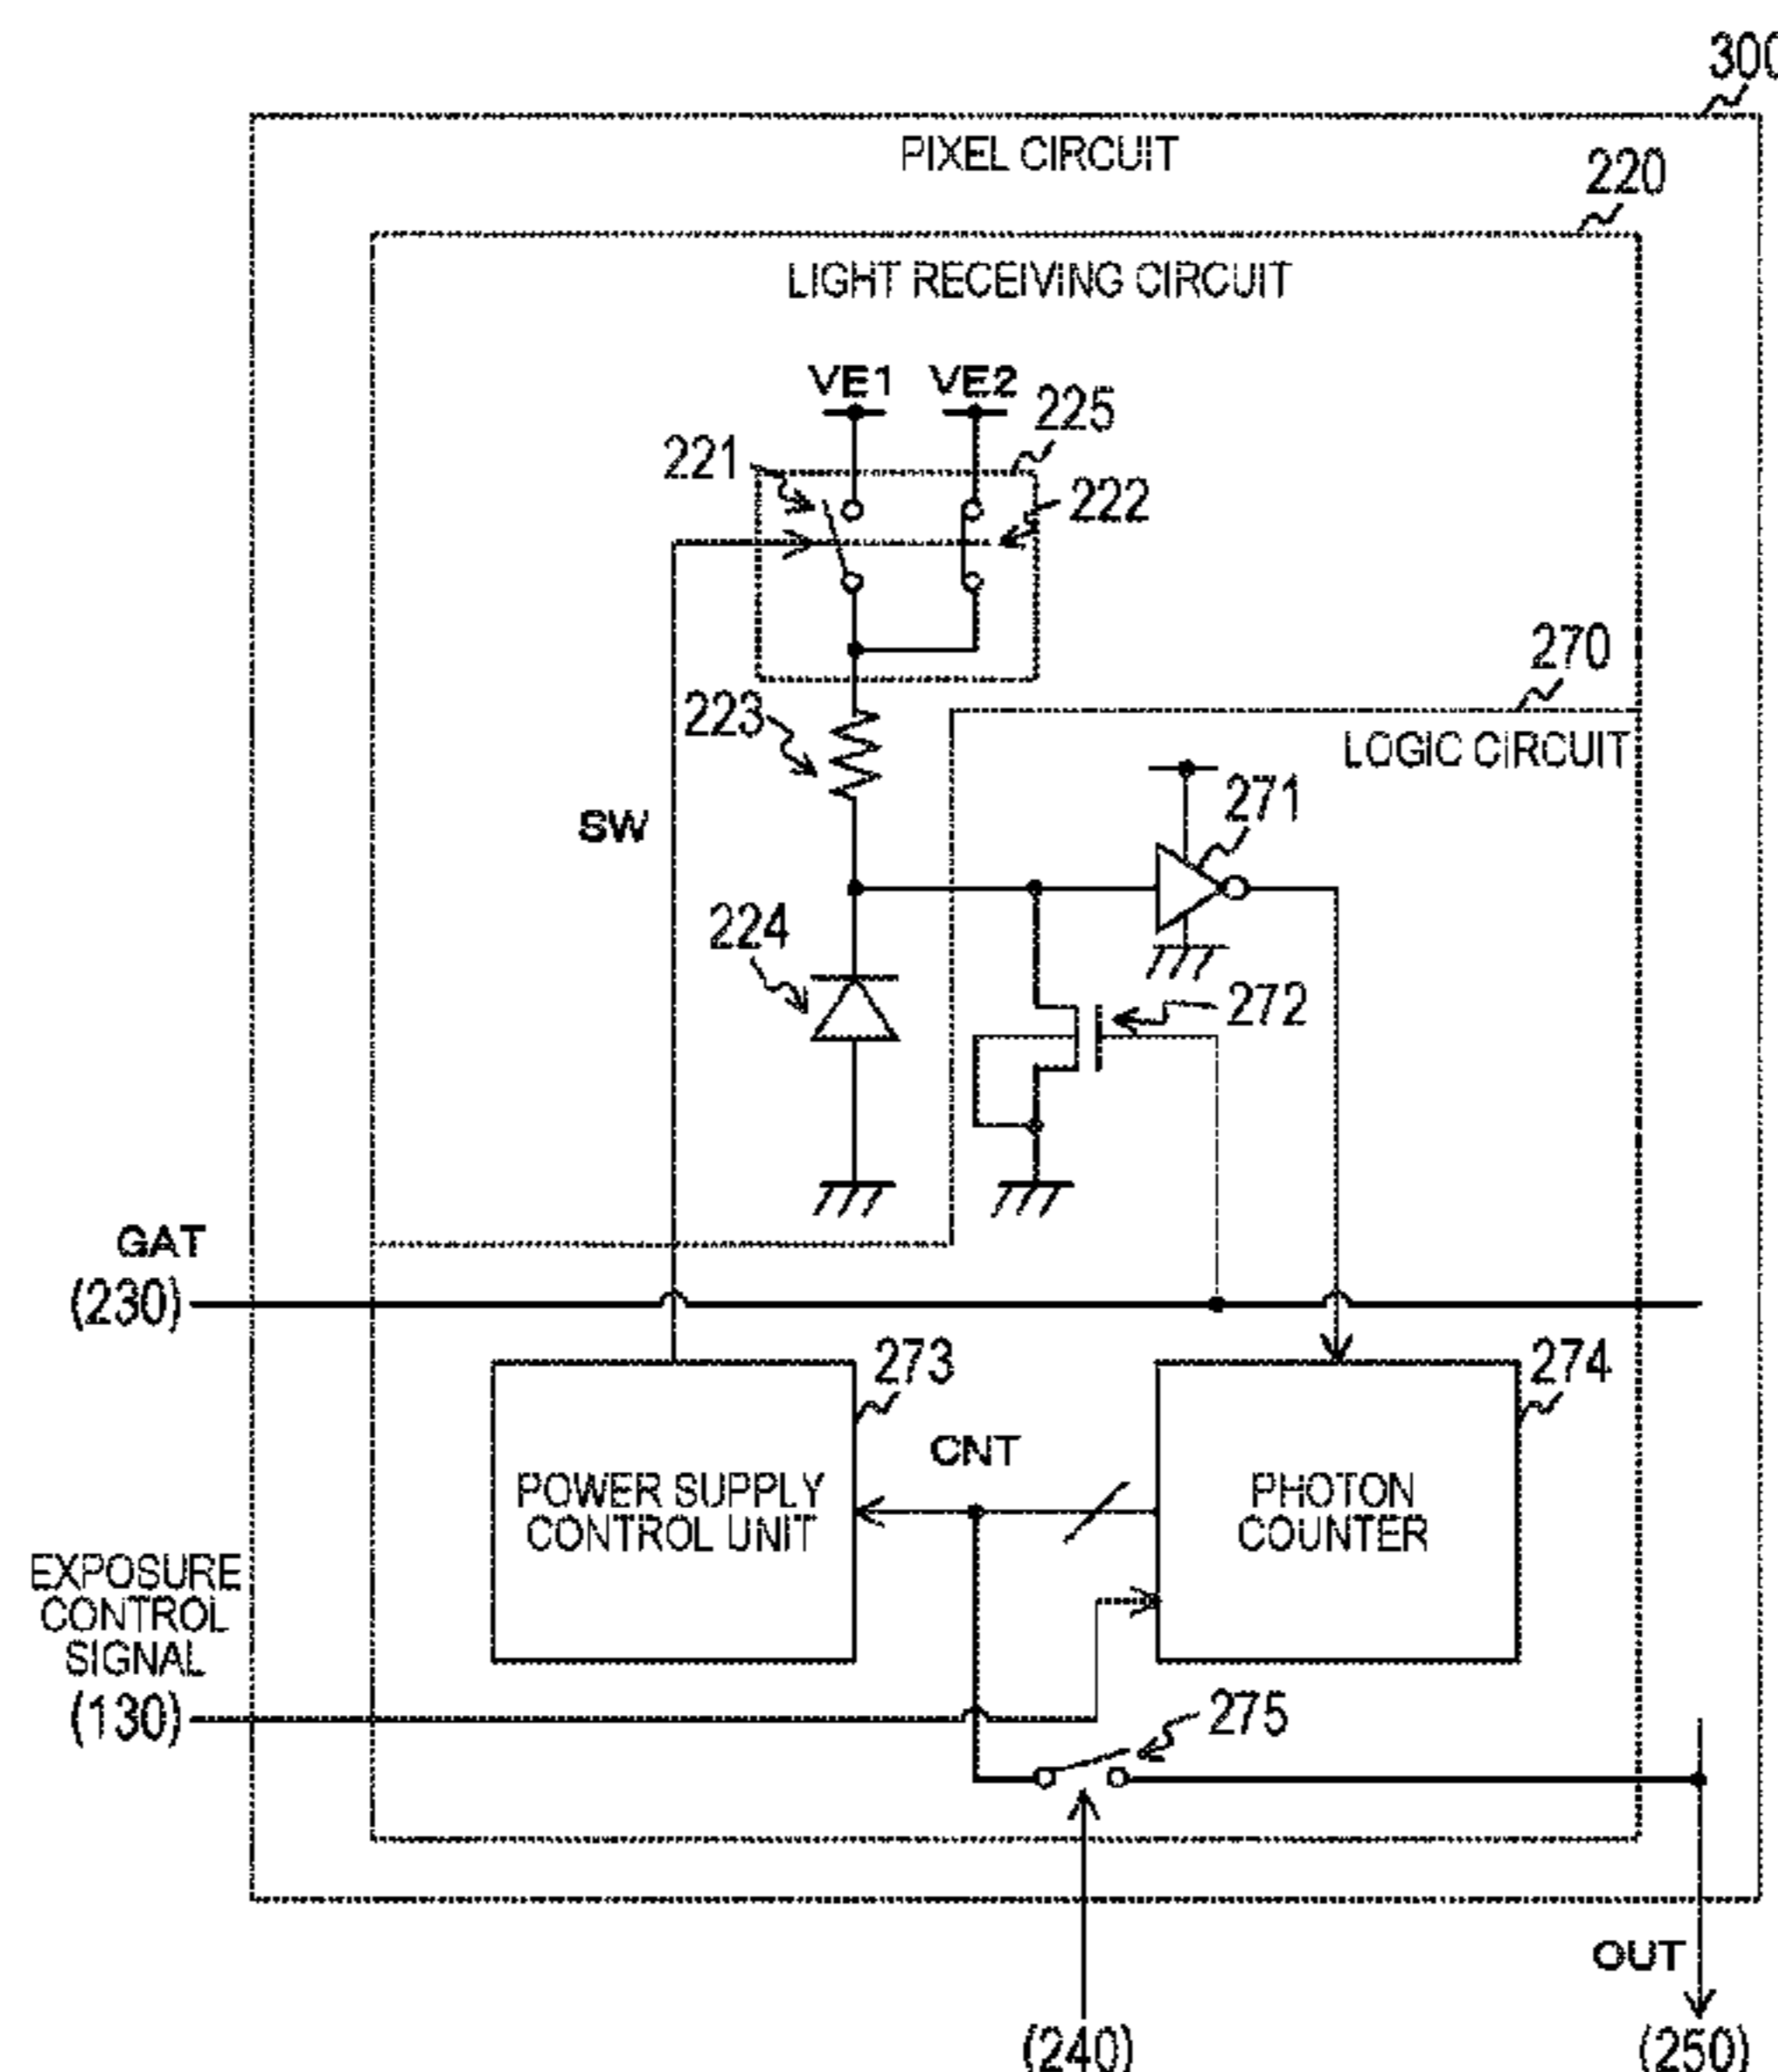 300
PIXEL CIRCUIT
220
LIGHT RECEIVING CIRCUIT
VE1 VE2
225
221
222
270
LOGIC CIRCUIT
223
271
SW
224
272
GAT
(230)
273
274
CNT
POWER SUPPLY
CONTROL UNIT
PHOTON
COUNTER
EXPOSURE
CONTROL
SIGNAL
(130)
275
OUT
(240)
(250)